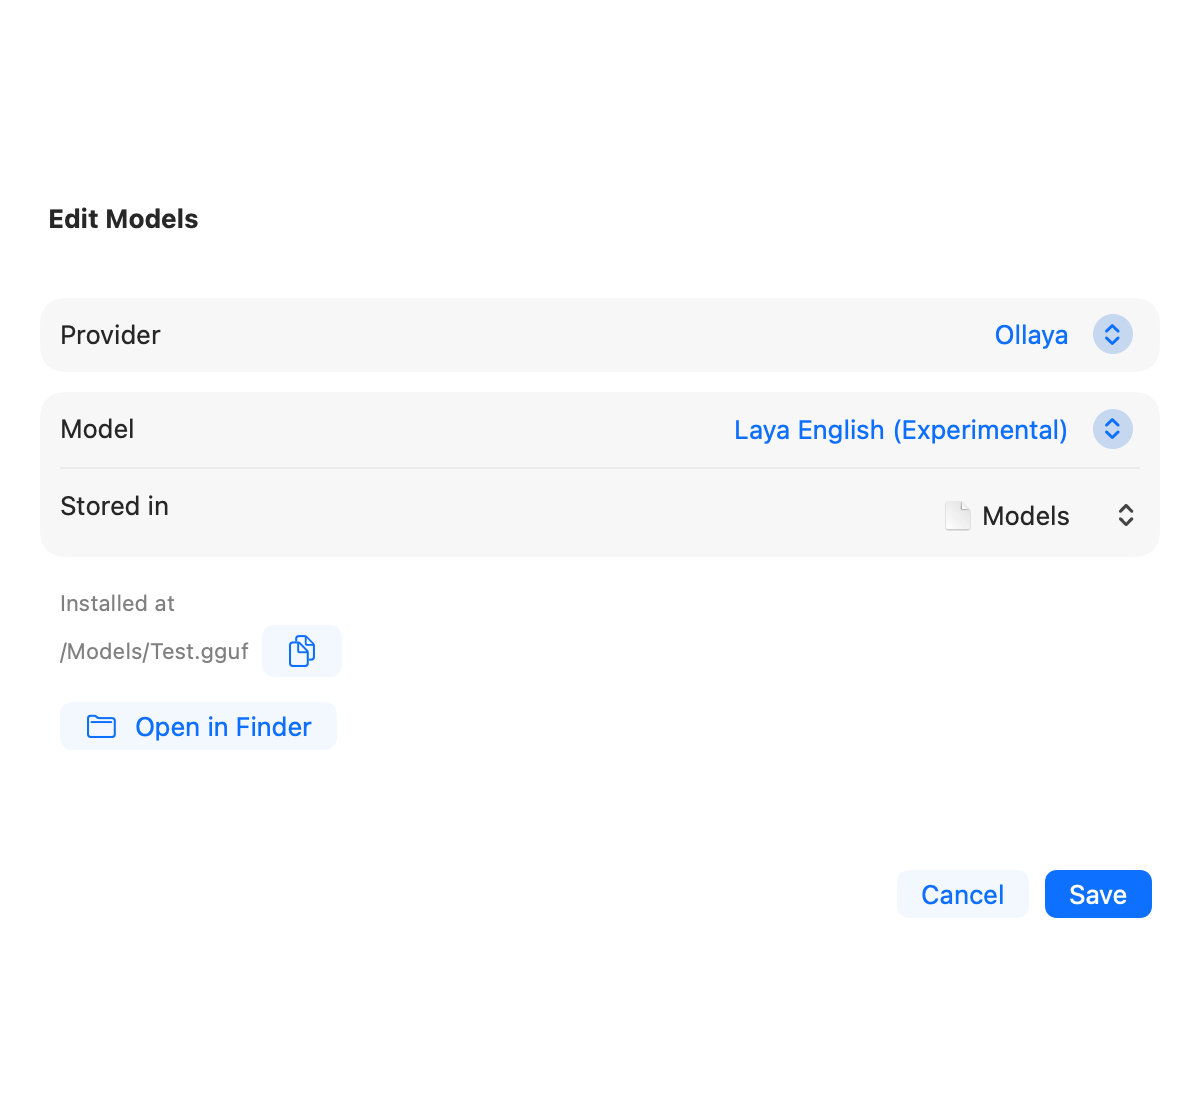 Edit Models
Provider Ollaya
Model Laya English (Experimental)
Stored in Models
Installed at
/Models/Test.gguf
Open in Finder
Cancel Save